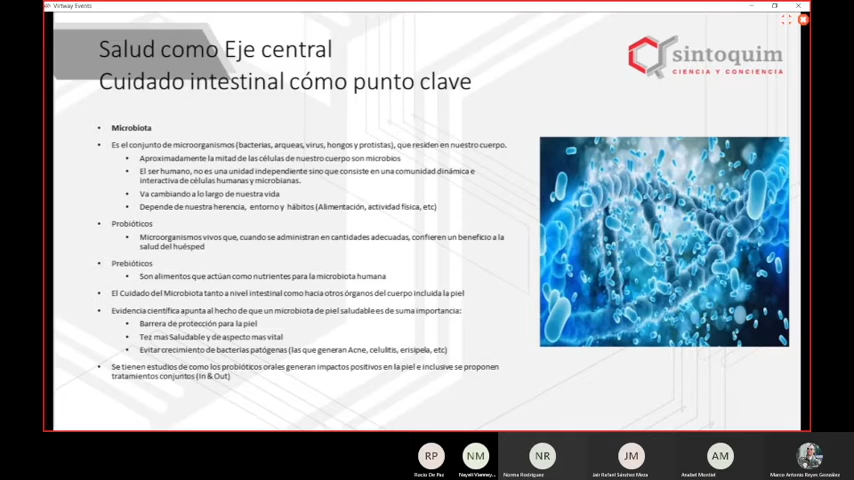 Virtway Events
Salud como Eje central
Cuidado intestinal cómo punto clave
sintoquim
CIENCIA Y CONCIENCIA
• Microbiota
• Es el conjunto de microorganismos (bacterias, arqueas, virus, hongos y protistas), que residen en nuestro cuerpo.
• Aproximadamente la mitad de las células de nuestro cuerpo son microbios
• El ser humano, no es una unidad independiente sino que consiste en una comunidad dinámica e
interactiva de células humanas y microbianas.
• Va cambiando a lo largo de nuestra vida
• Depende de nuestra herencia, entorno y hábitos (Alimentación, actividad física, etc)
• Probióticos
• Microorganismos vivos que, cuando se administran en cantidades adecuadas, confieren un beneficio a la
salud del huésped
• Prebióticos
• Son alimentos que actúan como nutrientes para la microbiota humana
• El Cuidado del Microbiota tanto a nivel intestinal como hacia otros órganos del cuerpo incluida la piel
• Evidencia científica apunta al hecho de que un microbiota de piel saludable es de suma importancia:
• Barrera de protección para la piel
• Tez mas Saludable y de aspecto mas vital
• Evitar crecimiento de bacterias patógenas (las que generan Acne, celulitis, erisipela, etc)
• Se tienen estudios de como los probióticos orales generan impactos positivos en la piel e inclusive se proponen
tratamientos conjuntos (In & Out)
RP
NM
NR
JM
AM
Rocio De Paz
Nayeli Vianney...
Norma Rodriguez
Jair Rafael Sánchez Meza
Anabel Montiel
Marco Antonio Reyes González